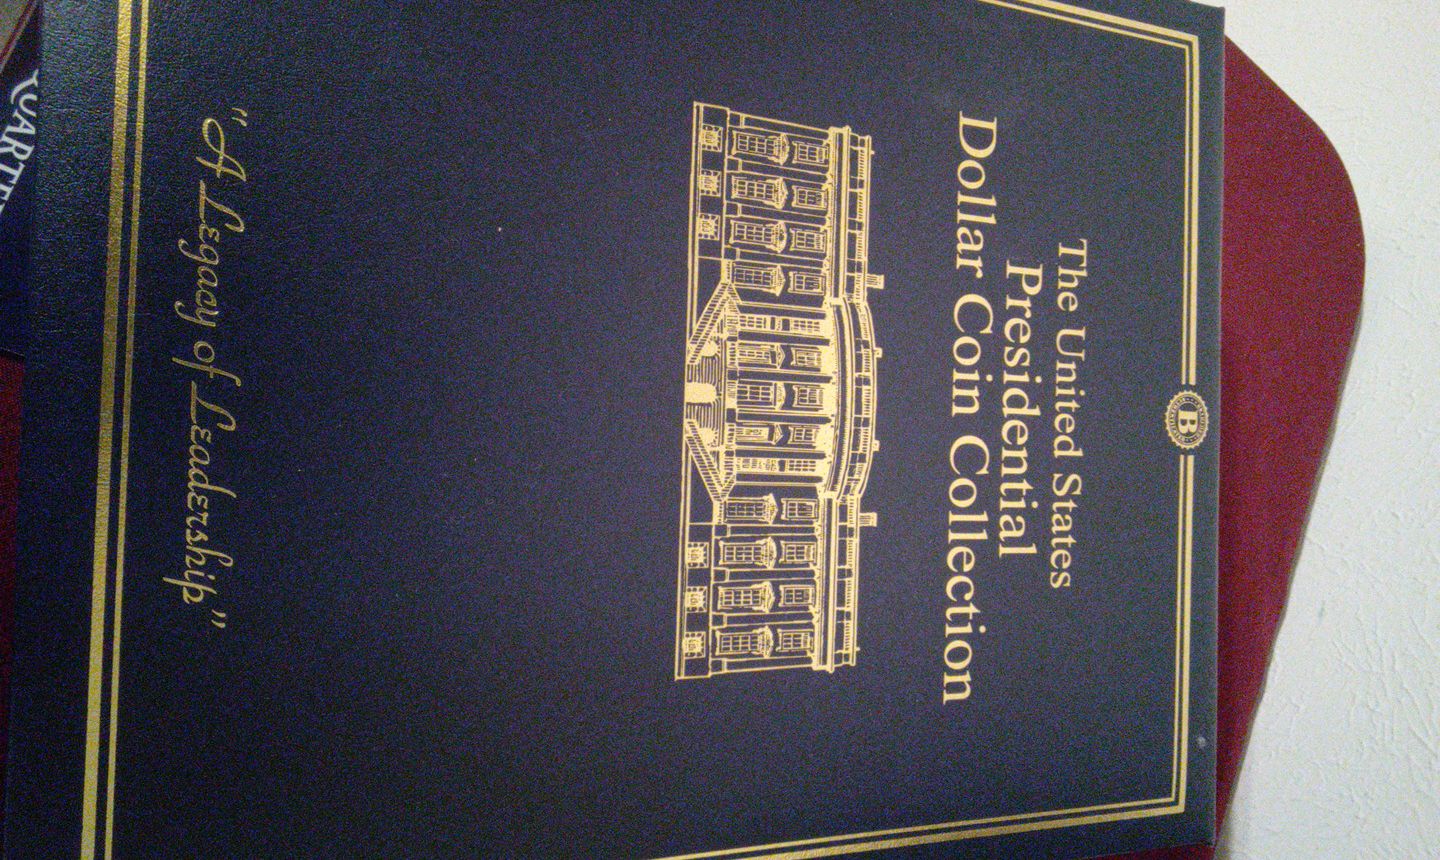 B
The United States
Presidential
Dollar Coin Collection
"A Legacy of Leadership"